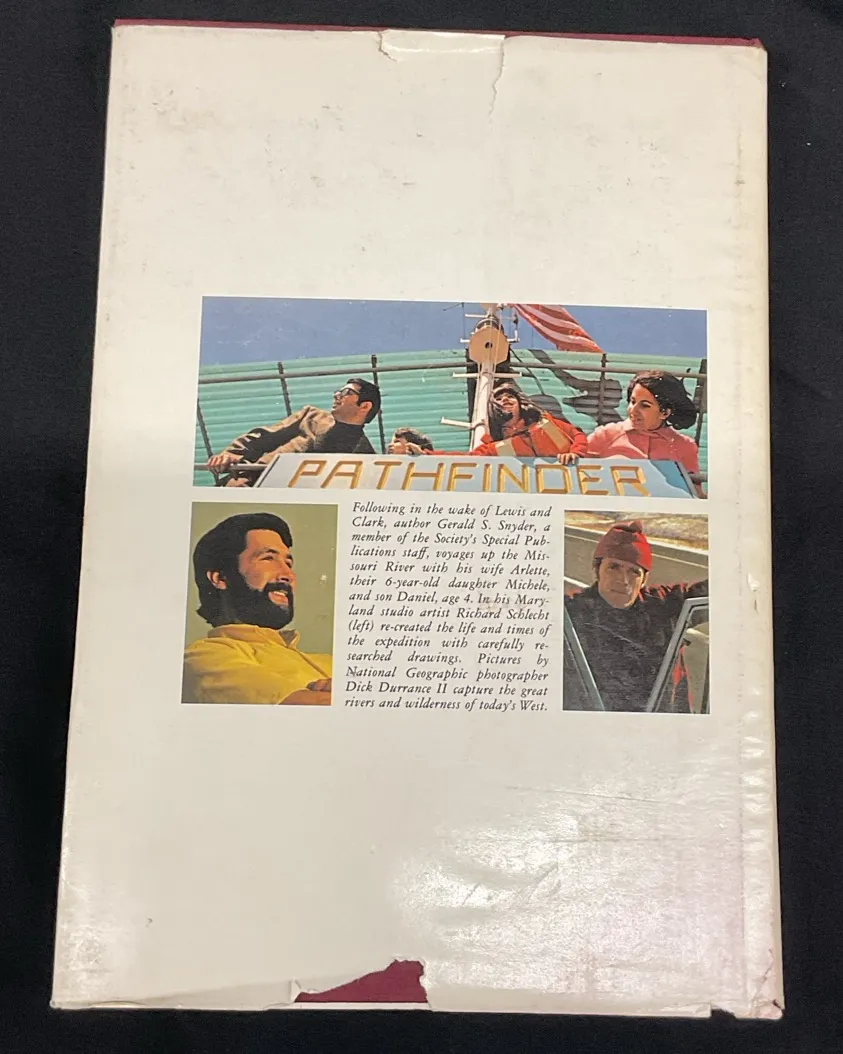 PATHFINDER
Following in the wake of Lewis and
Clark, author Gerald S. Snyder, a
member of the Society's Special Pub-
lications staff, voyages up the Mis-
souri River with his wife Arlette,
their 6-year-old daughter Michele,
and son Daniel, age 4. In his Mary-
land studio artist Richard Schlecht
(left) re-created the life and times of
the expedition with carefully re-
searched drawings. Pictures by
National Geographic photographer
Dick Durrance II capture the great
rivers and wilderness of today's West.